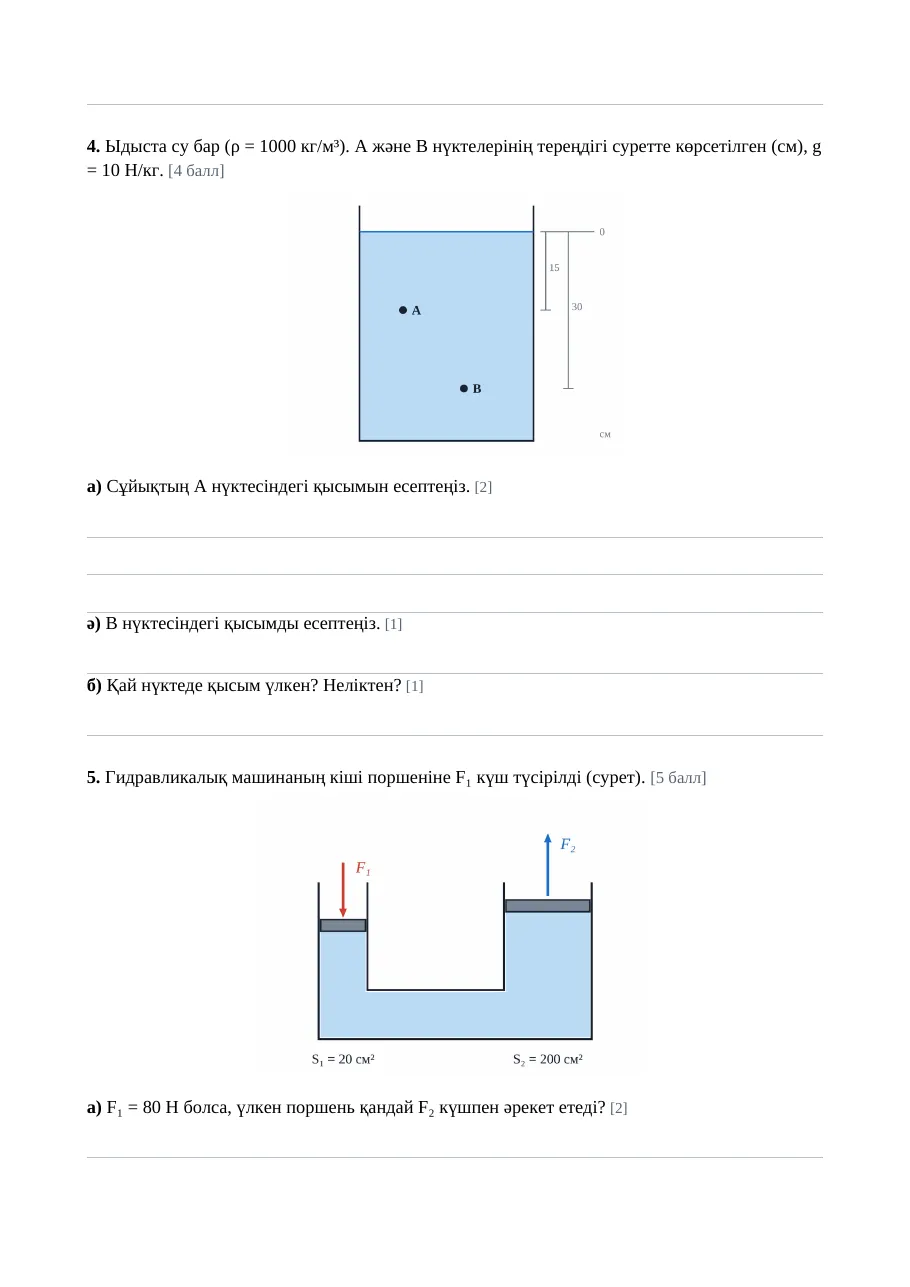 4. Ыдыста су бар (ρ = 1000 кг/м³). А және В нүктелерінің тереңдігі суретте көрсетілген (см), g
= 10 Н/кг. [4 балл]
0
15
30
A
B
см
а) Сұйықтың А нүктесіндегі қысымын есептеңіз. [2]
ә) В нүктесіндегі қысымды есептеңіз. [1]
б) Қай нүктеде қысым үлкен? Неліктен? [1]
5. Гидравликалық машинаның кіші поршеніне F₁ күш түсірілді (сурет). [5 балл]
F₂
F₁
S₁ = 20 см² S₂ = 200 см²
а) F₁ = 80 Н болса, үлкен поршень қандай F₂ күшпен әрекет етеді? [2]